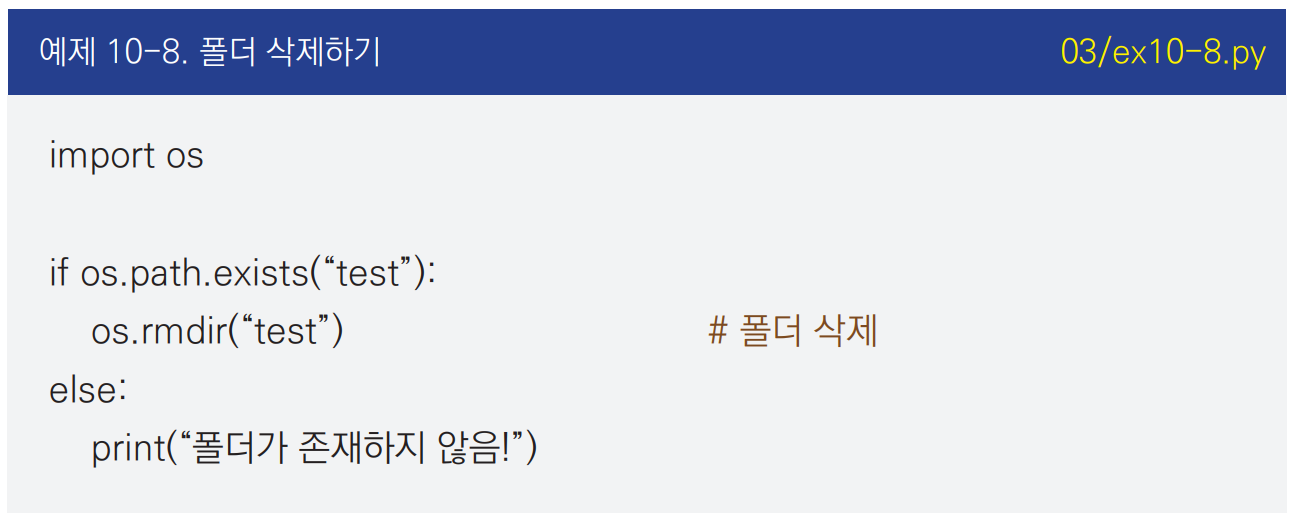 예제 10-8. 폴더 삭제하기 03/ex10-8.py
import os
if os.path.exists(“test”):
os.rmdir(“test”) # 폴더 삭제
else:
print(“폴더가 존재하지 않음!”)